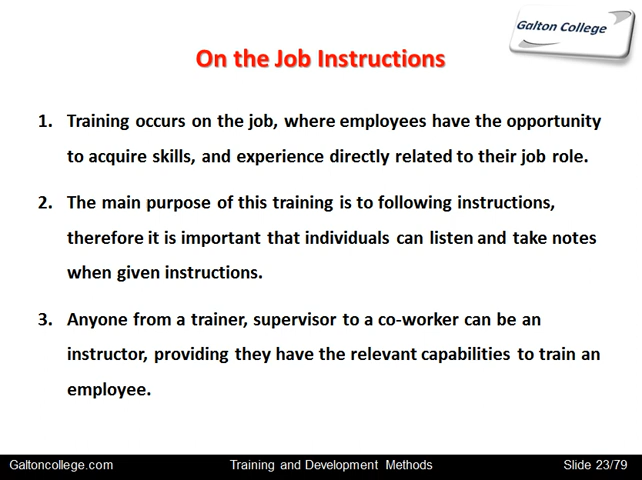 Galton College
On the Job Instructions
1. Training occurs on the job, where employees have the opportunity
to acquire skills, and experience directly related to their job role.
2. The main purpose of this training is to following instructions,
therefore it is important that individuals can listen and take notes
when given instructions.
3. Anyone from a trainer, supervisor to a co-worker can be an
instructor, providing they have the relevant capabilities to train an
employee.
Galtoncollege.com Training and Development Methods Slide 23/79